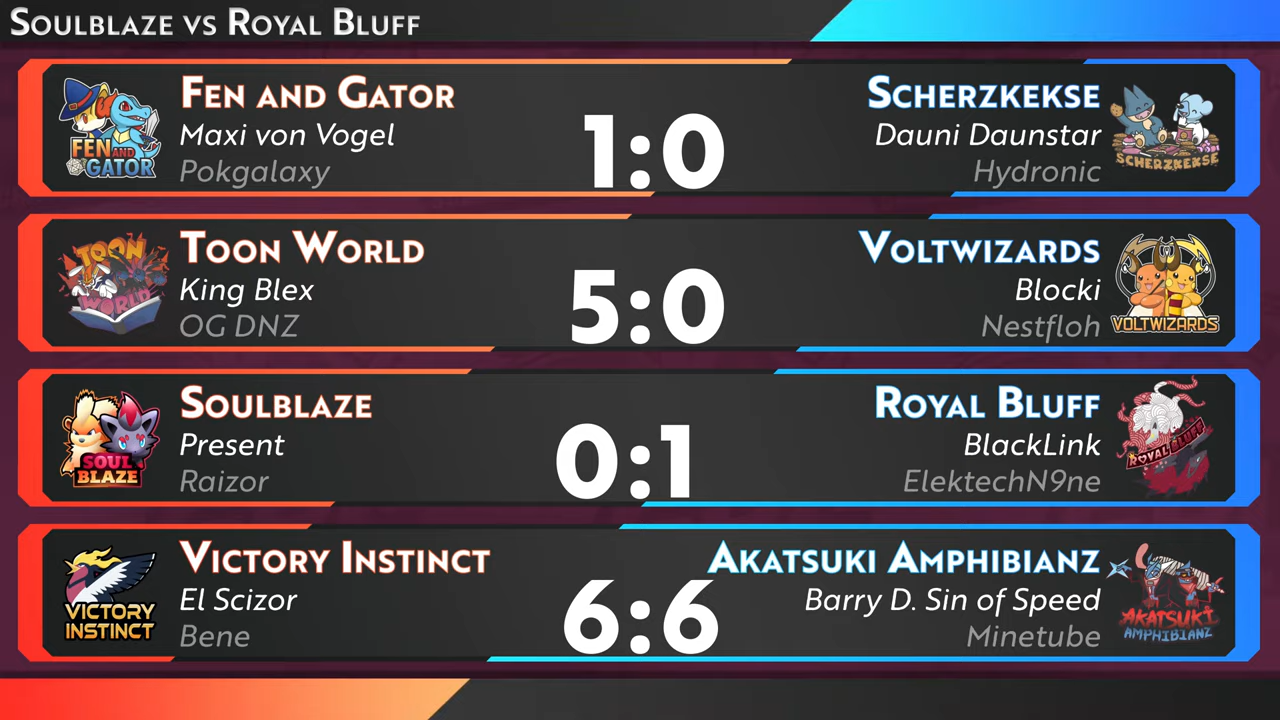 Soulblaze vs Royal Bluff
FEN AND GATOR
Fen and Gator
Maxi von Vogel
Pokgalaxy
1:0
Scherzkekse
Dauni Daunstar
Hydronic
SCHERZKEKSE
TOON WORLD
Toon World
King Blex
OG DNZ
5:0
Voltwizards
Blocki
Nestfloh
VOLTWIZARDS
SOUL BLAZE
Soulblaze
Present
Raizor
0:1
Royal Bluff
BlackLink
ElektechN9ne
ROYAL BLUFF
VICTORY INSTINCT
Victory Instinct
El Scizor
Bene
6:6
Akatsuki Amphibianz
Barry D. Sin of Speed
Minetube
AKATSUKI AMPHIBIANZ